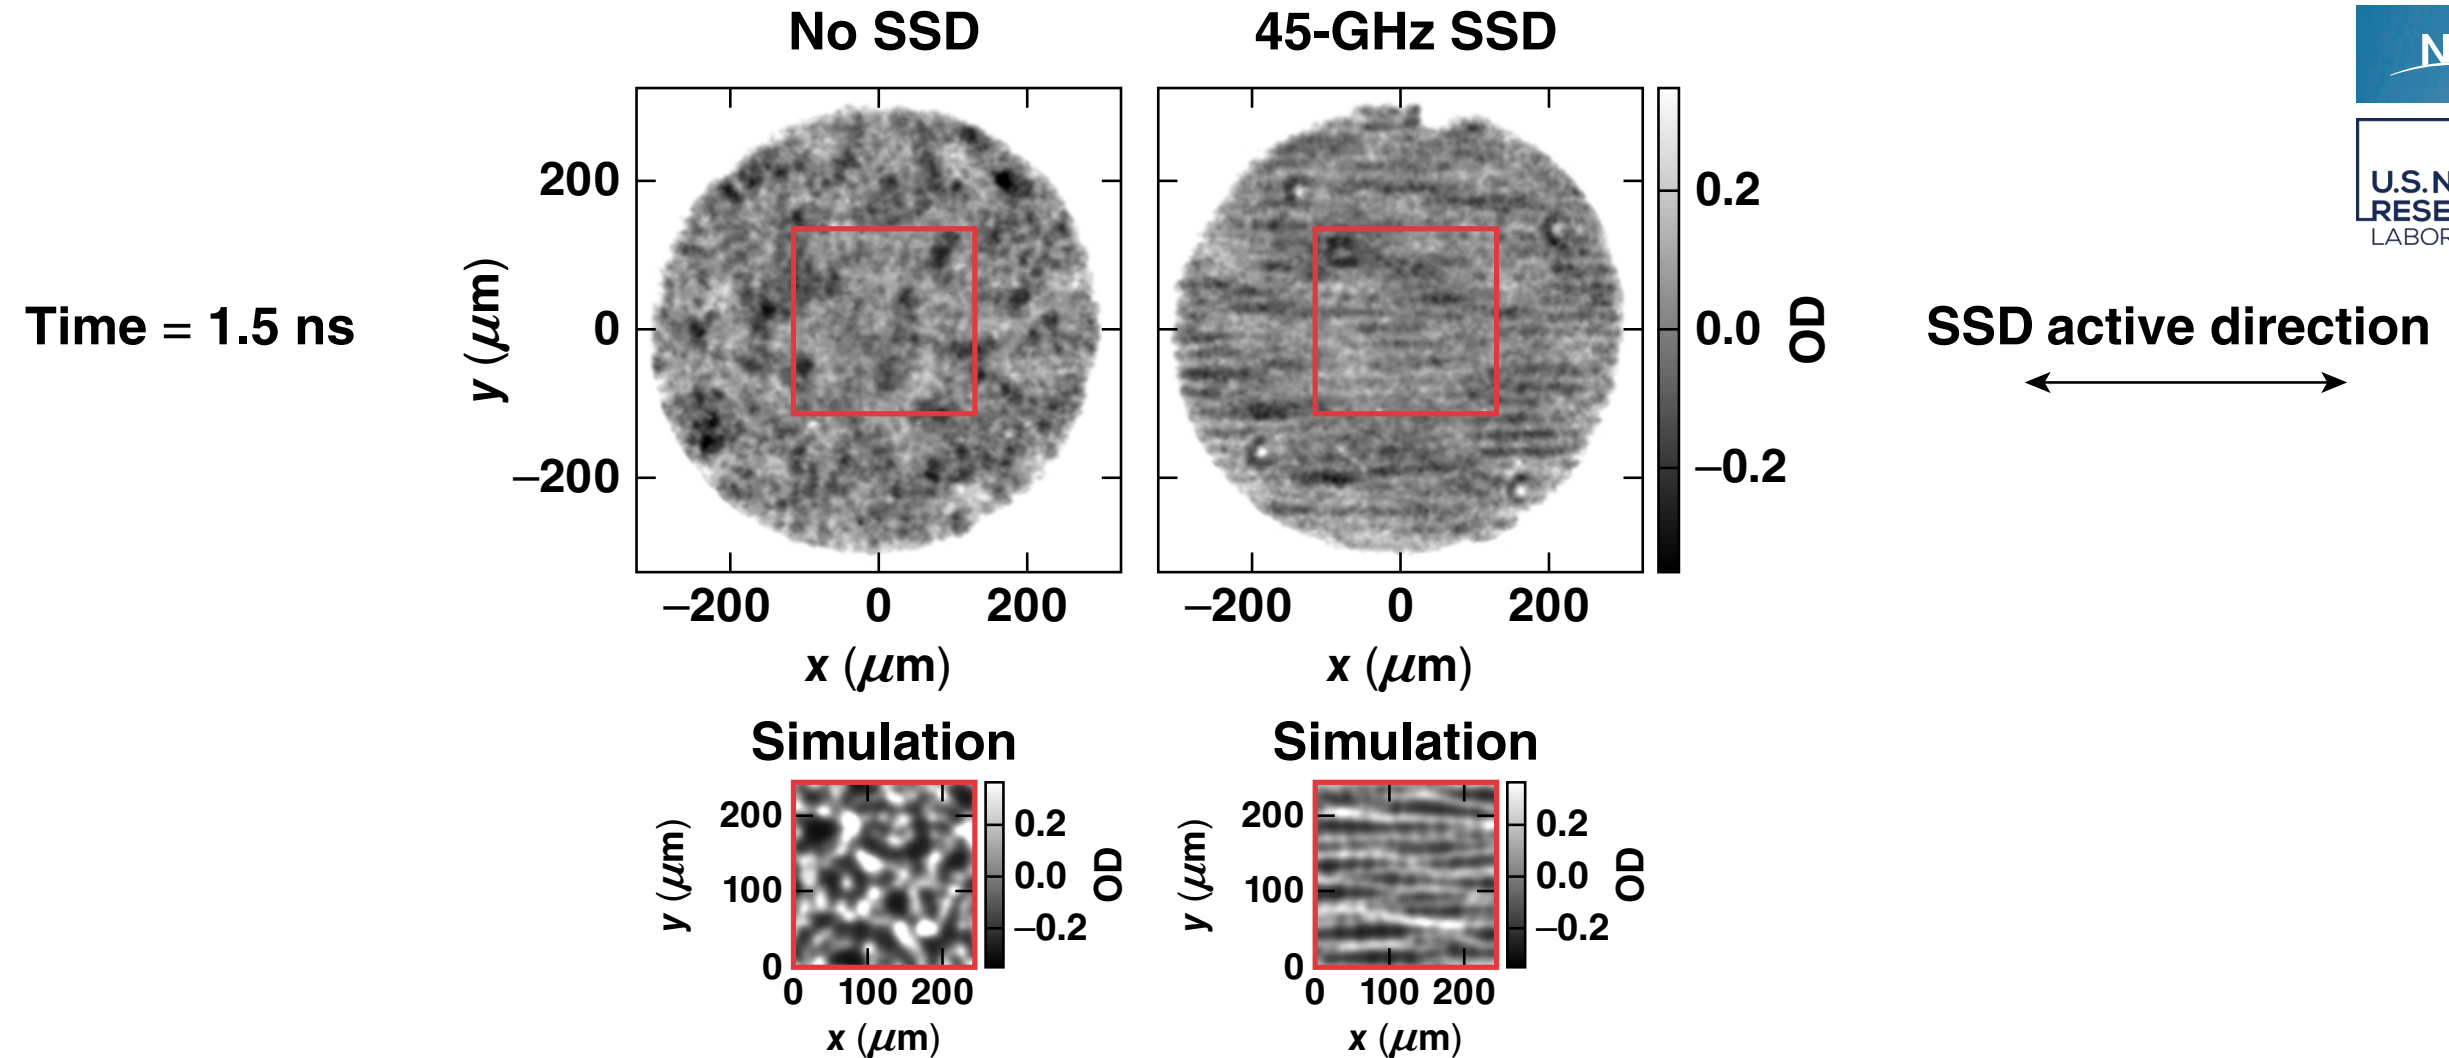 No SSD
45-GHz SSD
U.S.
LABOR
Time = 1.5 ns
SSD active direction
y (μm)
200
0
–200
–200 0 200
x (μm)
–200 0 200
x (μm)
0.2
0.0
–0.2
OD
Simulation
y (μm)
200
100
0
0 100 200
x (μm)
0.2
0.0
–0.2
OD
Simulation
y (μm)
200
100
0
0 100 200
x (μm)
0.2
0.0
–0.2
OD